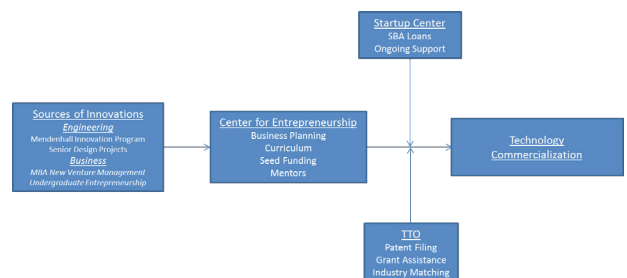 Startup Center
SBA Loans
Ongoing Support
Sources of Innovations
Engineering
Mendenhall Innovation Program
Senior Design Projects
Business
MBA New Venture Management
Undergraduate Entrepreneurship
Center for Entrepreneurship
Business Planning
Curriculum
Seed Funding
Mentors
Technology
Commercialization
TTO
Patent Filing
Grant Assistance
Industry Matching